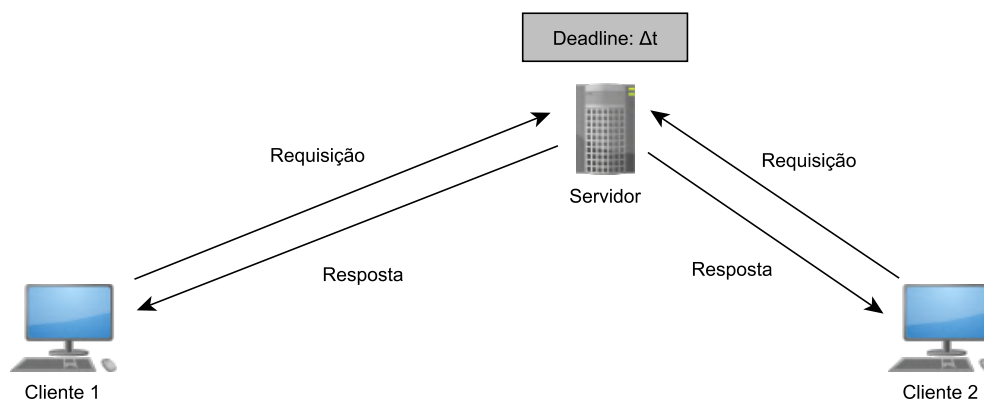 Deadline: Δt
Requisição
Requisição
Servidor
Resposta
Resposta
Cliente 1
Cliente 2